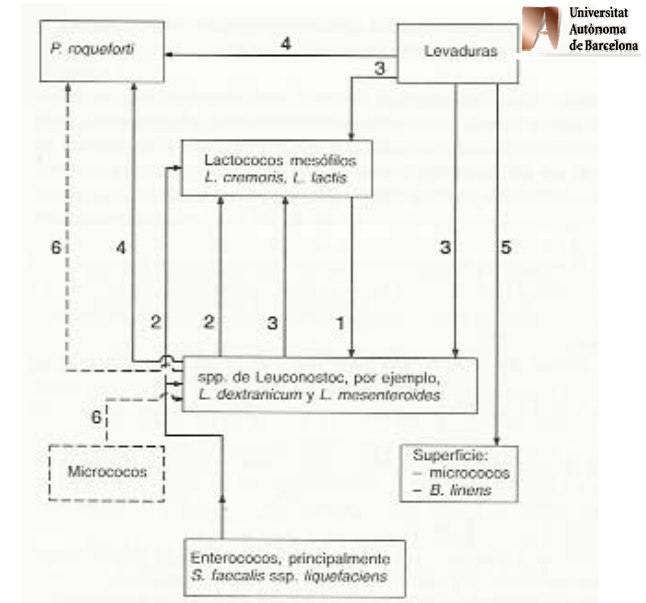 Universitat
Autònoma
de Barcelona
P. roqueforti
4
Levaduras
3
Lactococos mesófilos
L. cremoris, L. lactis
6
4
3
5
2
2
3
1
spp. de Leuconostoc, por ejemplo,
L. dextranicum y L. mesenteroides
6
Micrococos
Superficie:
– micrococos
– B. linens
Enterococos, principalmente
S. faecalis ssp. liquefaciens